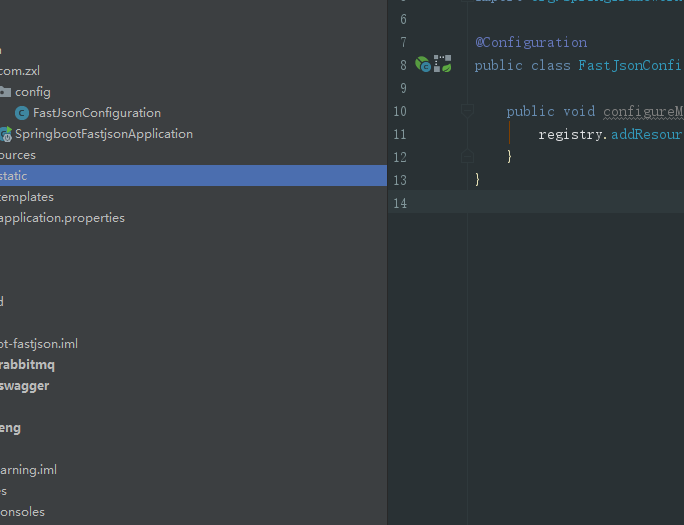 com.zxl
config
FastJsonConfiguration
SpringbootFastjsonApplication
ources
static
templates
application.properties
d
ot-fastjson.iml
rabbitmq
swagger
eng
arning.iml
es
onsoles
6
7 @Configuration
8 public class FastJsonConfi
9
10 public void configureM
11 registry.addResour
12 }
13 }
14